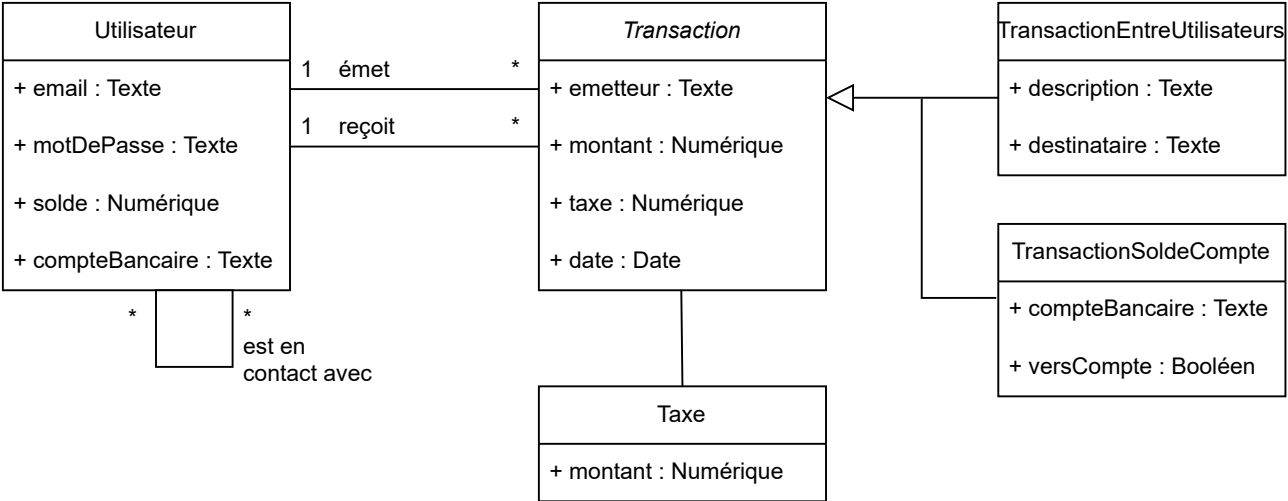 Utilisateur
+ email : Texte
+ motDePasse : Texte
+ solde : Numérique
+ compteBancaire : Texte
*
*
est en
contact avec
1 émet *
1 reçoit *
Transaction
+ emetteur : Texte
+ montant : Numérique
+ taxe : Numérique
+ date : Date
Taxe
+ montant : Numérique
TransactionEntreUtilisateurs
+ description : Texte
+ destinataire : Texte
TransactionSoldeCompte
+ compteBancaire : Texte
+ versCompte : Booléen